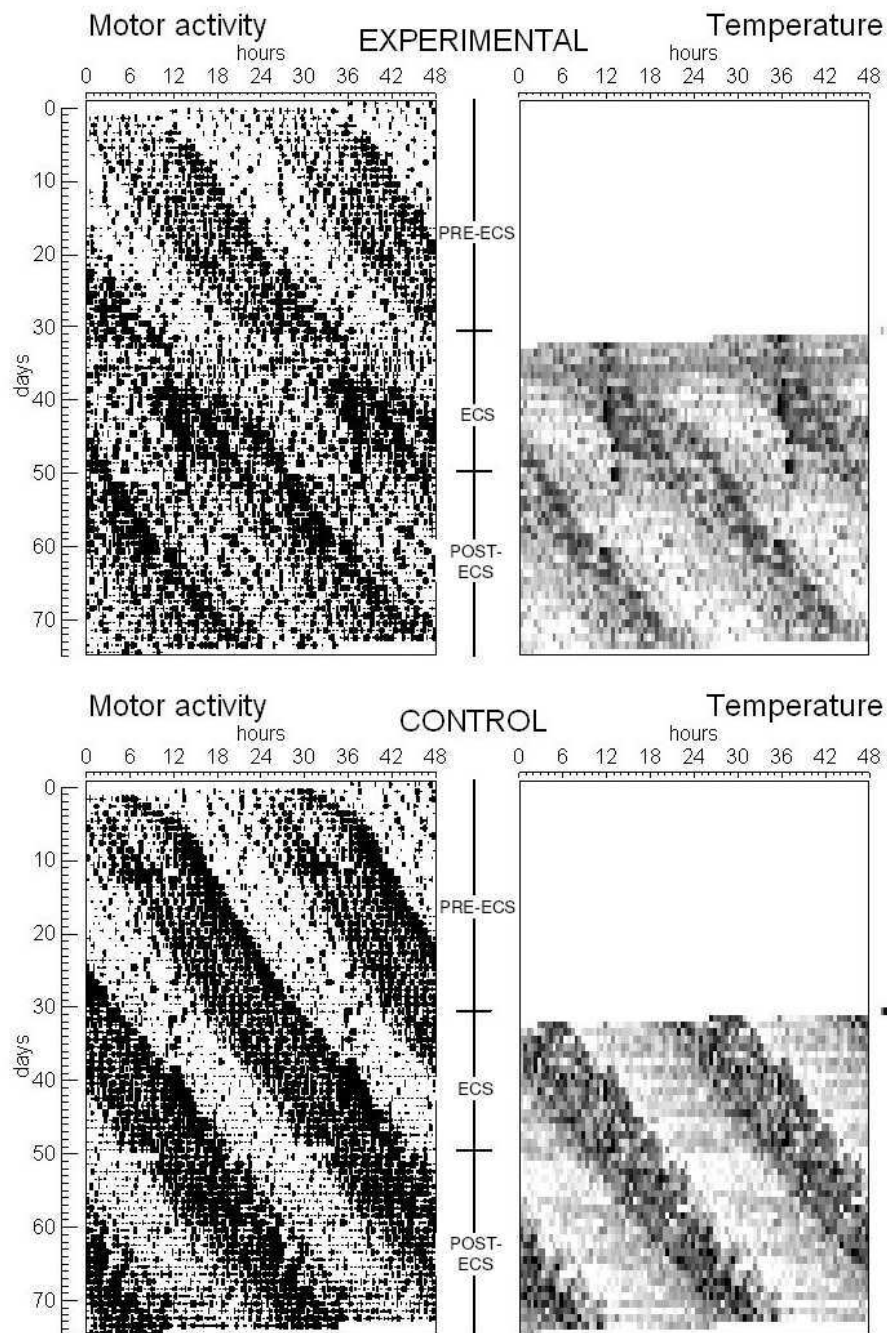 Motor activity
EXPERIMENTAL
Temperature
hours
hours
0 6 12 18 24 30 36 42 48
0 6 12 18 24 30 36 42 48
0
10
20
30
40
50
60
70
days
PRE-ECS
ECS
POST-
ECS
Motor activity
CONTROL
Temperature
hours
hours
0 6 12 18 24 30 36 42 48
0 6 12 18 24 30 36 42 48
0
10
20
30
40
50
60
70
days
PRE-ECS
ECS
POST-
ECS